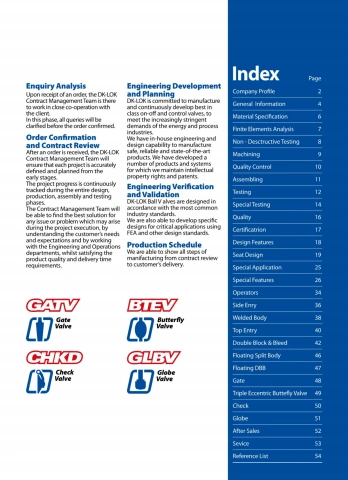 Enquiry Analysis
Upon receipt of an order, the DK-LOK
Contract Management Team is there
to work in close co-operation with
the client.
In this phase, all queries will be
clarified before the order confirmed.
Order Confirmation
and Contract Review
After an order is received, the DK-LOK
Contract Management Team will
ensure that each project is accurately
defined and planned from the
early stages.
The project progress is continuously
tracked during the entire design,
production, assembly and testing
phases.
The Contract Management Team will
be able to find the best solution for
any issue or problem which may arise
during the project execution, by
understanding the customer's needs
and expectations and by working
with the Engineering and Operations
departments, whilst satisfying the
product quality and delivery time
requirements.
Engineering Development
and Planning
DK-LOK is committed to manufacture
and continuously develop best in
class on-off and control valves, to
meet the increasingly stringent
demands of the energy and process
industries.
We have in-house engineering and
design capability to manufacture
safe, reliable and state-of-the-art
products. We have developed a
number of products and systems
for which we maintain intellectual
property rights and patents.
Engineering Verification
and Validation
DK-LOK Ball V alves are designed in
accordance with the most common
industry standards.
We are also able to develop specific
designs for critical applications using
FEA and other design standards.
Production Schedule
We are able to show all steps of
manifacturing from contract review
to customer's delivery.
GATV
Gate
Valve
BTEV
Butterfly
Valve
CHKD
Check
Valve
GLBV
Globe
Valve
Index Page
Company Profile 2
General Information 4
Material Specification 6
Finite Elements Analysis 7
Non - Desctructive Testing 8
Machining 9
Quality Control 10
Assembling 11
Testing 12
Special Testing 14
Quality 16
Certificatrion 17
Design Features 18
Seat Design 19
Special Application 25
Special Features 26
Operators 34
Side Entry 36
Welded Body 38
Top Entry 40
Double Block & Bleed 42
Floating Split Body 46
Floating DBB 47
Gate 48
Triple Eccentric Buttefly Valve 49
Check 50
Globe 51
After Sales 52
Sevice 53
Reference List 54